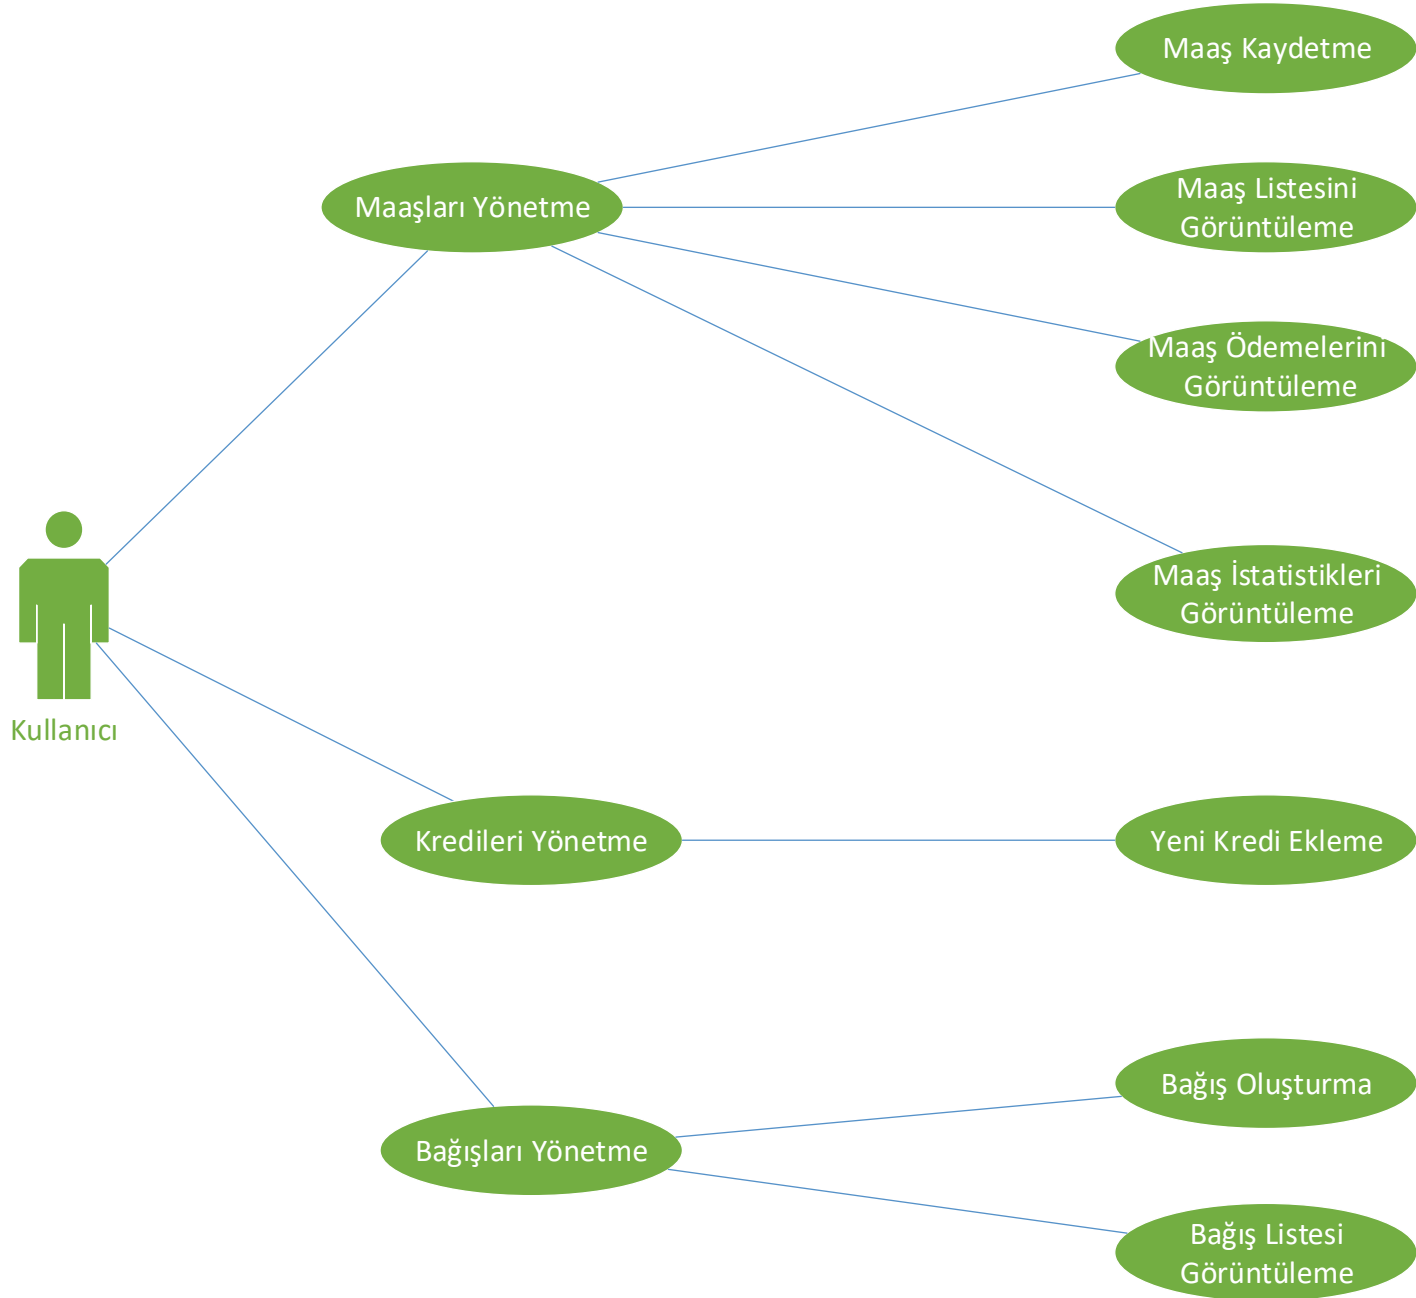 Maaş Kaydetme
Maaşları Yönetme
Maaş Listesini
Görüntüleme
Maaş Ödemelerini
Görüntüleme
Maaş İstatistikleri
Görüntüleme
Kullanıcı
Kredileri Yönetme
Yeni Kredi Ekleme
Bağış Oluşturma
Bağışları Yönetme
Bağış Listesi
Görüntüleme